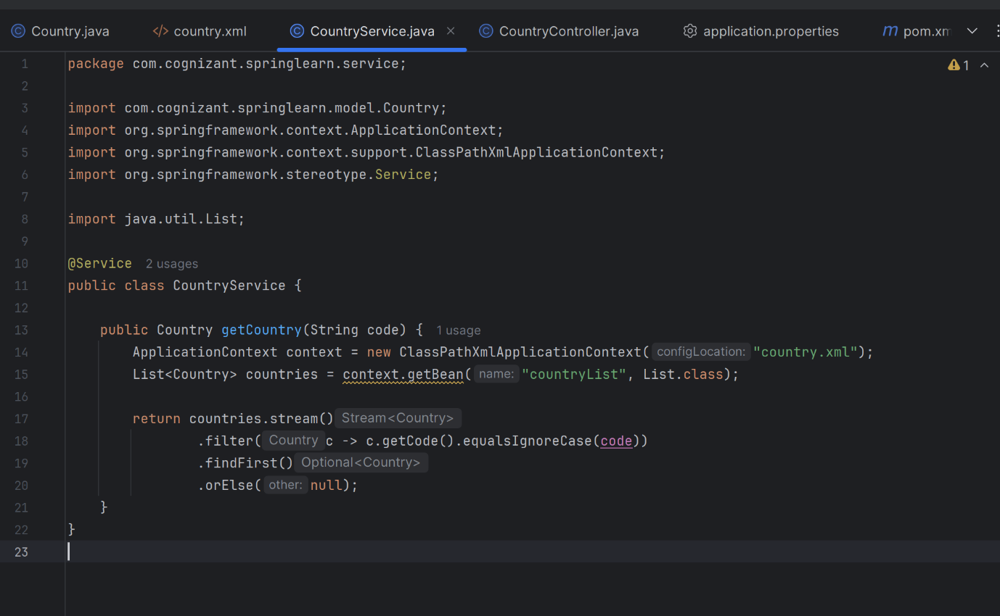 Country.java country.xml CountryService.java CountryController.java application.properties pom.xm
1 package com.cognizant.springlearn.service; 1
2
3 import com.cognizant.springlearn.model.Country;
4 import org.springframework.context.ApplicationContext;
5 import org.springframework.context.support.ClassPathXmlApplicationContext;
6 import org.springframework.stereotype.Service;
7
8 import java.util.List;
9
10 @Service 2 usages
11 public class CountryService {
12
13 public Country getCountry(String code) { 1 usage
14 ApplicationContext context = new ClassPathXmlApplicationContext( configLocation: "country.xml");
15 List<Country> countries = context.getBean( name: "countryList", List.class);
16
17 return countries.stream() Stream<Country>
18 .filter( Country c -> c.getCode().equalsIgnoreCase(code))
19 .findFirst() Optional<Country>
20 .orElse( other: null);
21 }
22 }
23